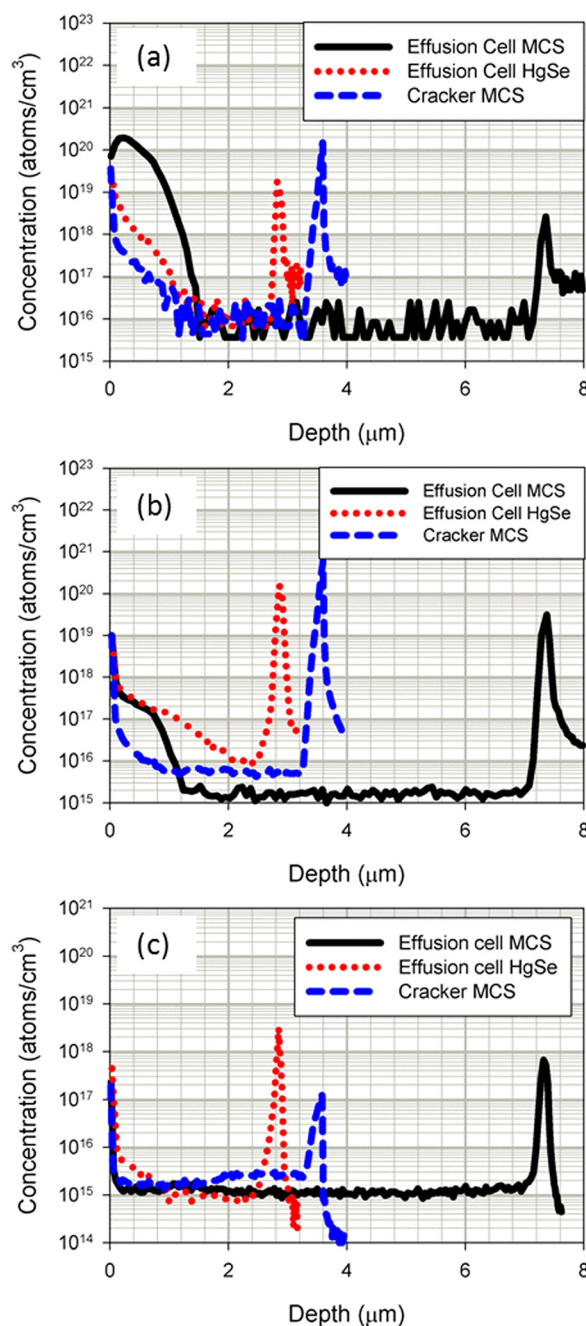 (a)
Effusion Cell MCS
Effusion Cell HgSe
Cracker MCS
Concentration (atoms/cm³)
10²³
10²²
10²¹
10²⁰
10¹⁹
10¹⁸
10¹⁷
10¹⁶
10¹⁵
0 2 4 6 8
Depth (μm)
(b)
Effusion Cell MCS
Effusion Cell HgSe
Cracker MCS
Concentration (atoms/cm³)
10²³
10²²
10²¹
10²⁰
10¹⁹
10¹⁸
10¹⁷
10¹⁶
10¹⁵
0 2 4 6 8
Depth (μm)
(c)
Effusion cell MCS
Effusion cell HgSe
Cracker MCS
Concentration (atoms/cm³)
10²¹
10²⁰
10¹⁹
10¹⁸
10¹⁷
10¹⁶
10¹⁵
10¹⁴
0 2 4 6 8
Depth (μm)